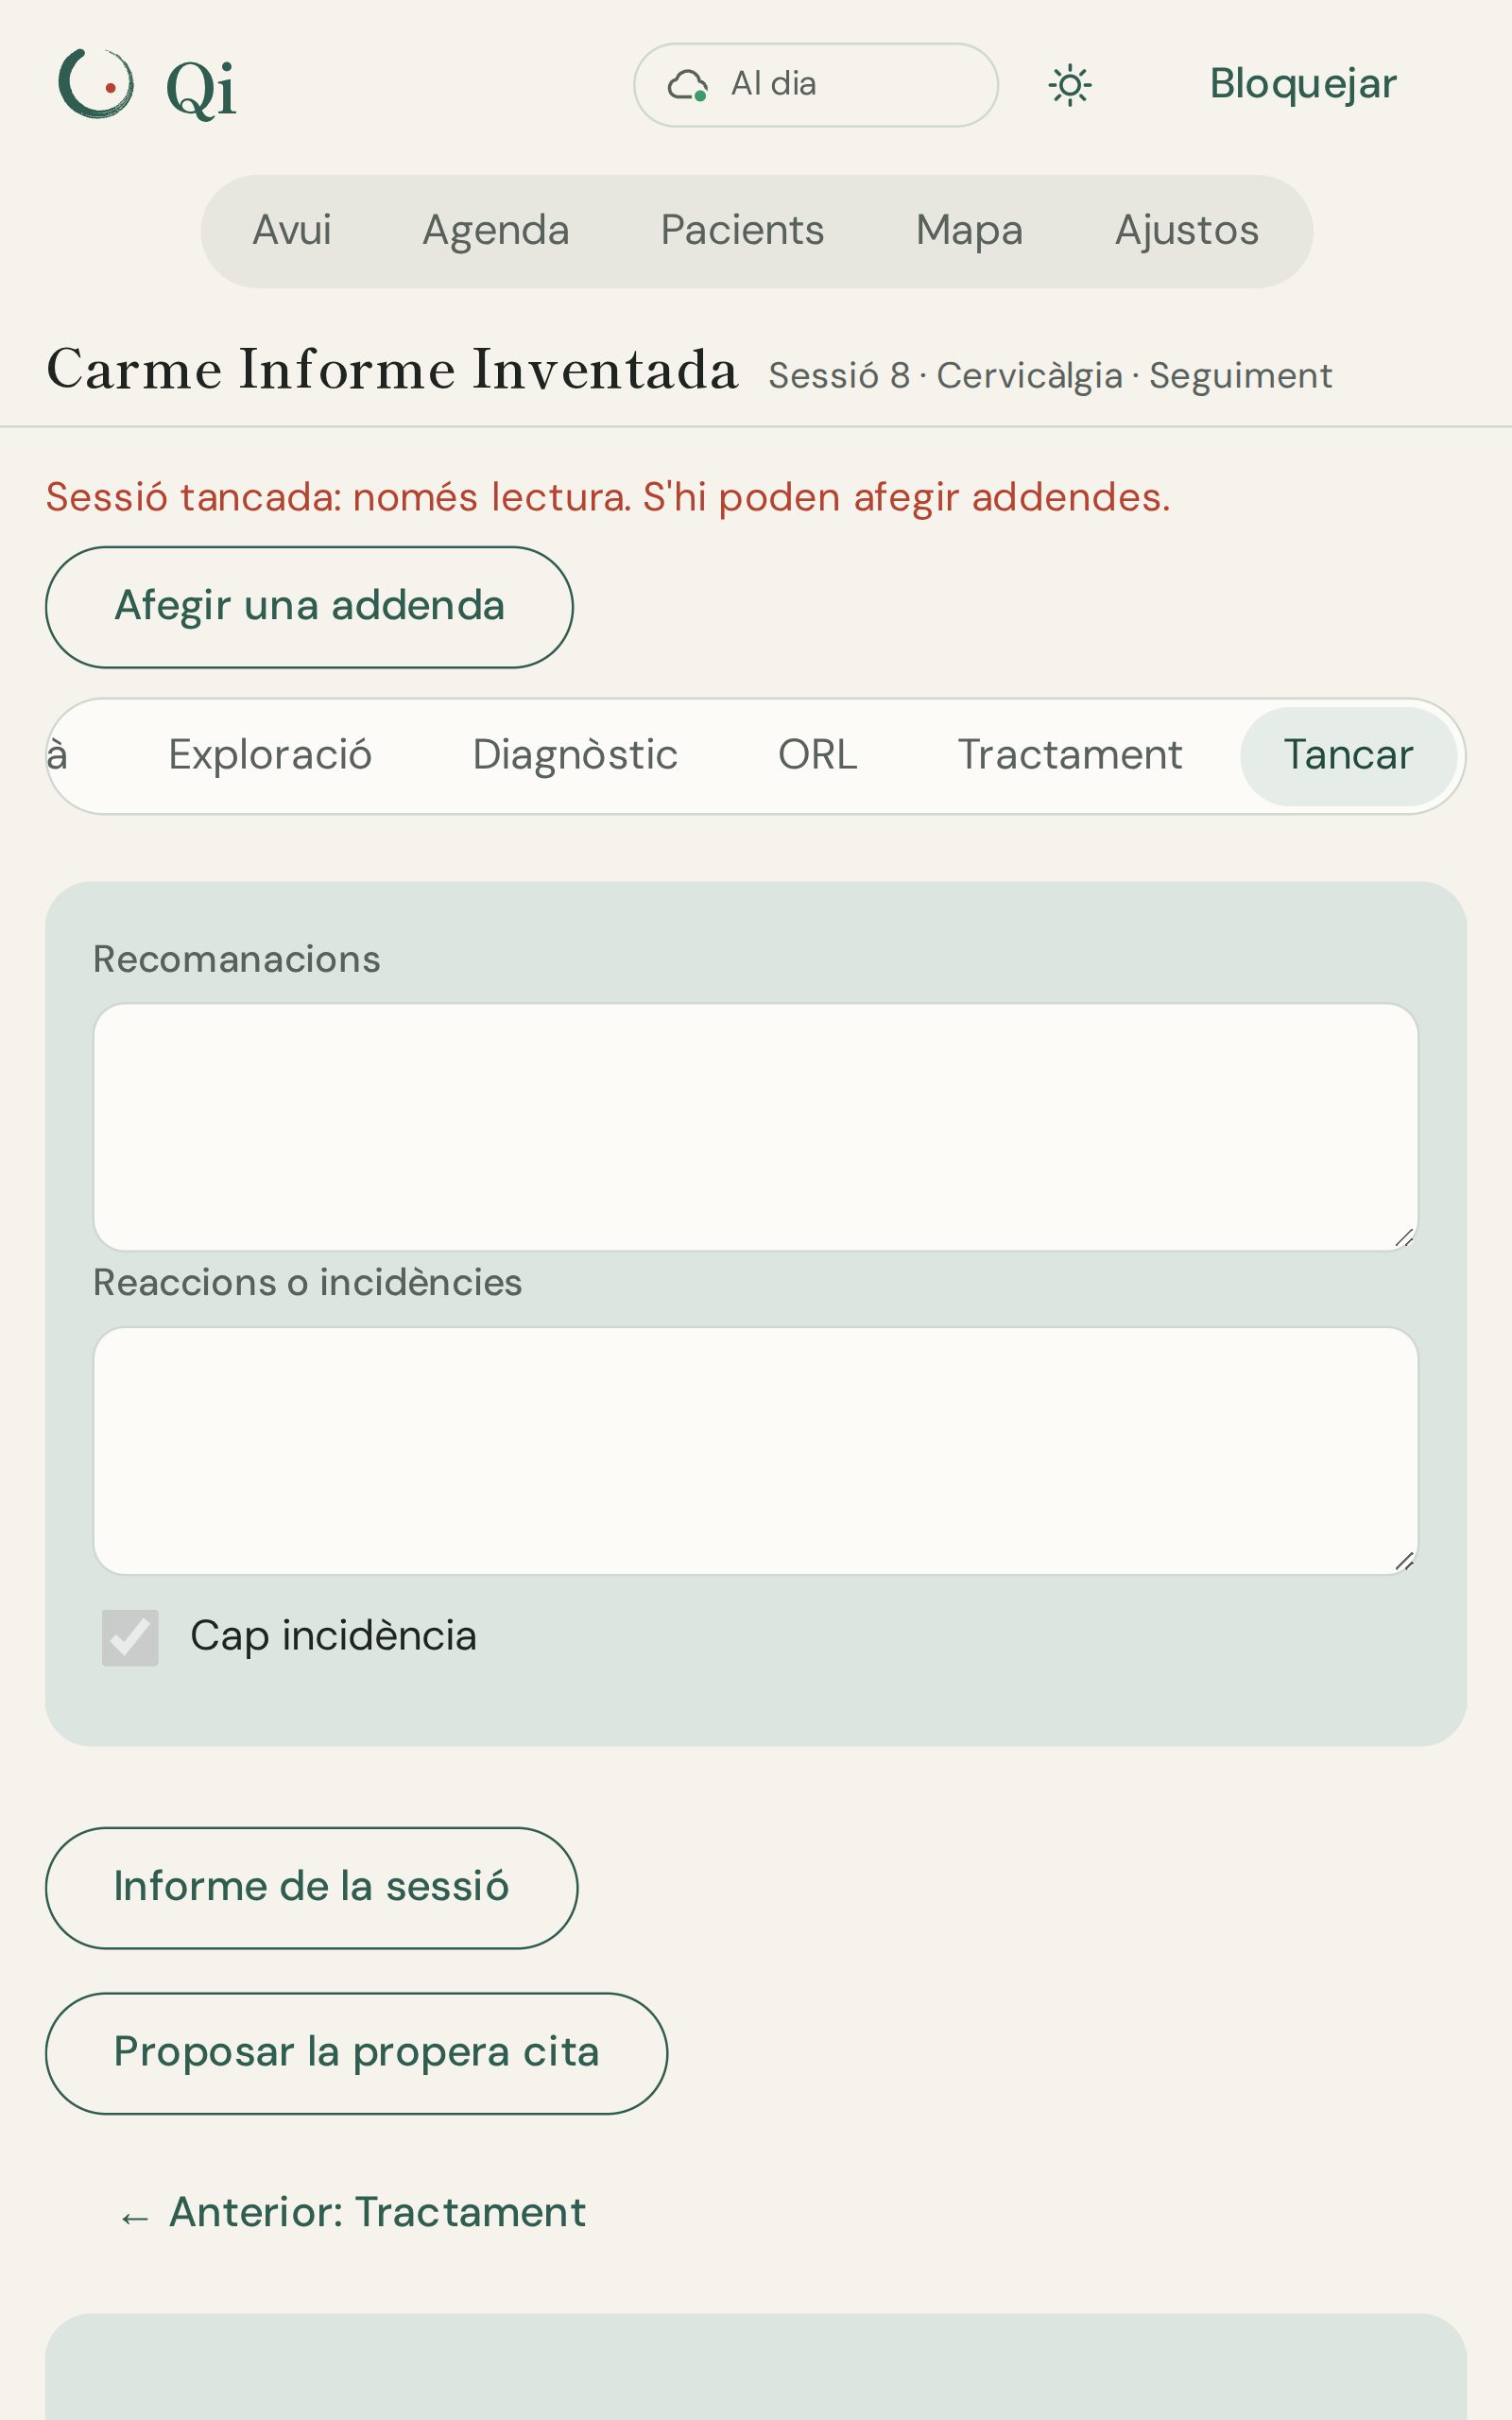 Qi
Al dia
Bloquejar
Avui Agenda Pacients Mapa Ajustos
Carme Informe Inventada Sessió 8 · Cervicàlgia · Seguiment
Sessió tancada: només lectura. S'hi poden afegir addendes.
Afegir una addenda
à Exploració Diagnòstic ORL Tractament Tancar
Recomanacions
Reaccions o incidències
Cap incidència
Informe de la sessió
Proposar la propera cita
← Anterior: Tractament